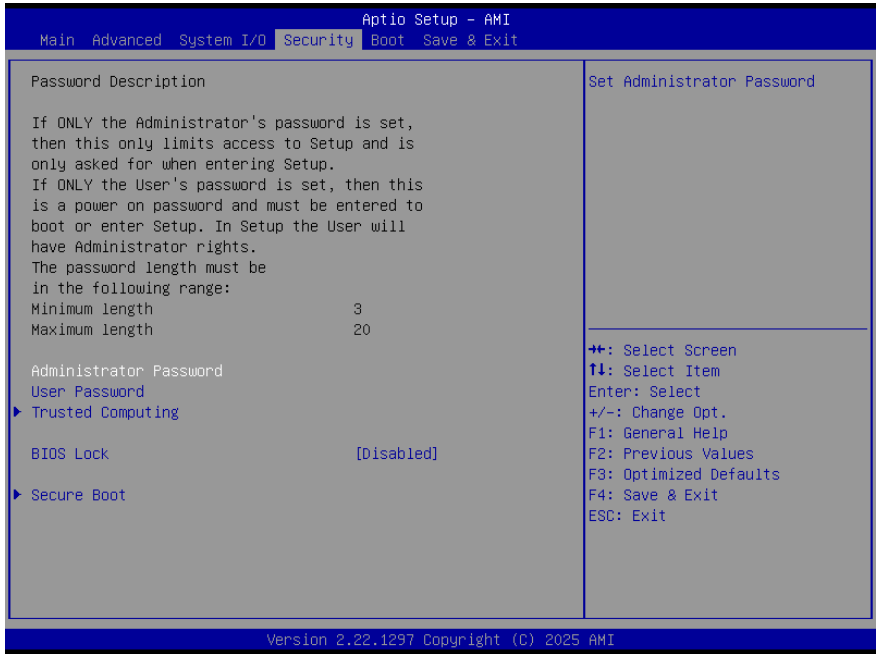 Aptio Setup – AMI
Main Advanced System I/O Security Boot Save & Exit
Password Description
If ONLY the Administrator's password is set,
then this only limits access to Setup and is
only asked for when entering Setup.
If ONLY the User's password is set, then this
is a power on password and must be entered to
boot or enter Setup. In Setup the User will
have Administrator rights.
The password length must be
in the following range:
Minimum length 3
Maximum length 20
Administrator Password
User Password
Trusted Computing
BIOS Lock [Disabled]
Secure Boot
Set Administrator Password
→←: Select Screen
↑↓: Select Item
Enter: Select
+/-: Change Opt.
F1: General Help
F2: Previous Values
F3: Optimized Defaults
F4: Save & Exit
ESC: Exit
Version 2.22.1297 Copyright (C) 2025 AMI